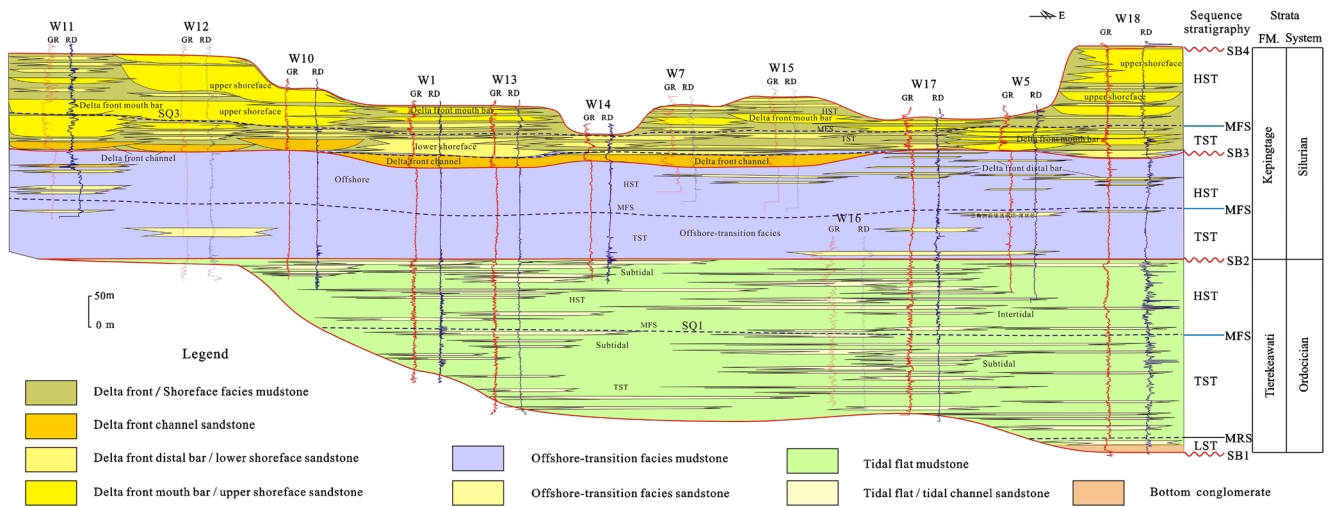 W11
GR RD
W12
GR RD
W10
GR RD
W1
GR RD
W13
GR RD
W14
GR RD
W7
GR RD
W15
GR RD
W17
GR RD
W5
GR RD
E
W18
GR RD
Sequence
stratigraphy
Strata
FM. System
SB4
HST
MFS
TST
SB3
HST
MFS
TST
SB2
HST
MFS
TST
MRS
LST
SB1
Kepingtage
Silurian
Tierekeawati
Ordocician
upper shoreface
upper shoreface
Delta front mouth bar
SQ3
upper shoreface
upper shoreface
Delta front mouth bar
HST
Delta front mouth bar
MFS
TST
Delta front mouth bar
lower shoreface
Delta front channel
Delta front channel
Delta front channel
Delta front distal bar
Offshore
HST
MFS
W16
GR RD
TST
Offshore-transition facies
Subtidal
HST
Intertidal
MFS
SQ1
Subtidal
Subtidal
TST
50m
0 m
Legend
Delta front / Shoreface facies mudstone
Delta front channel sandstone
Delta front distal bar / lower shoreface sandstone
Delta front mouth bar / upper shoreface sandstone
Offshore-transition facies mudstone
Offshore-transition facies sandstone
Tidal flat mudstone
Tidal flat / tidal channel sandstone
Bottom conglomerate